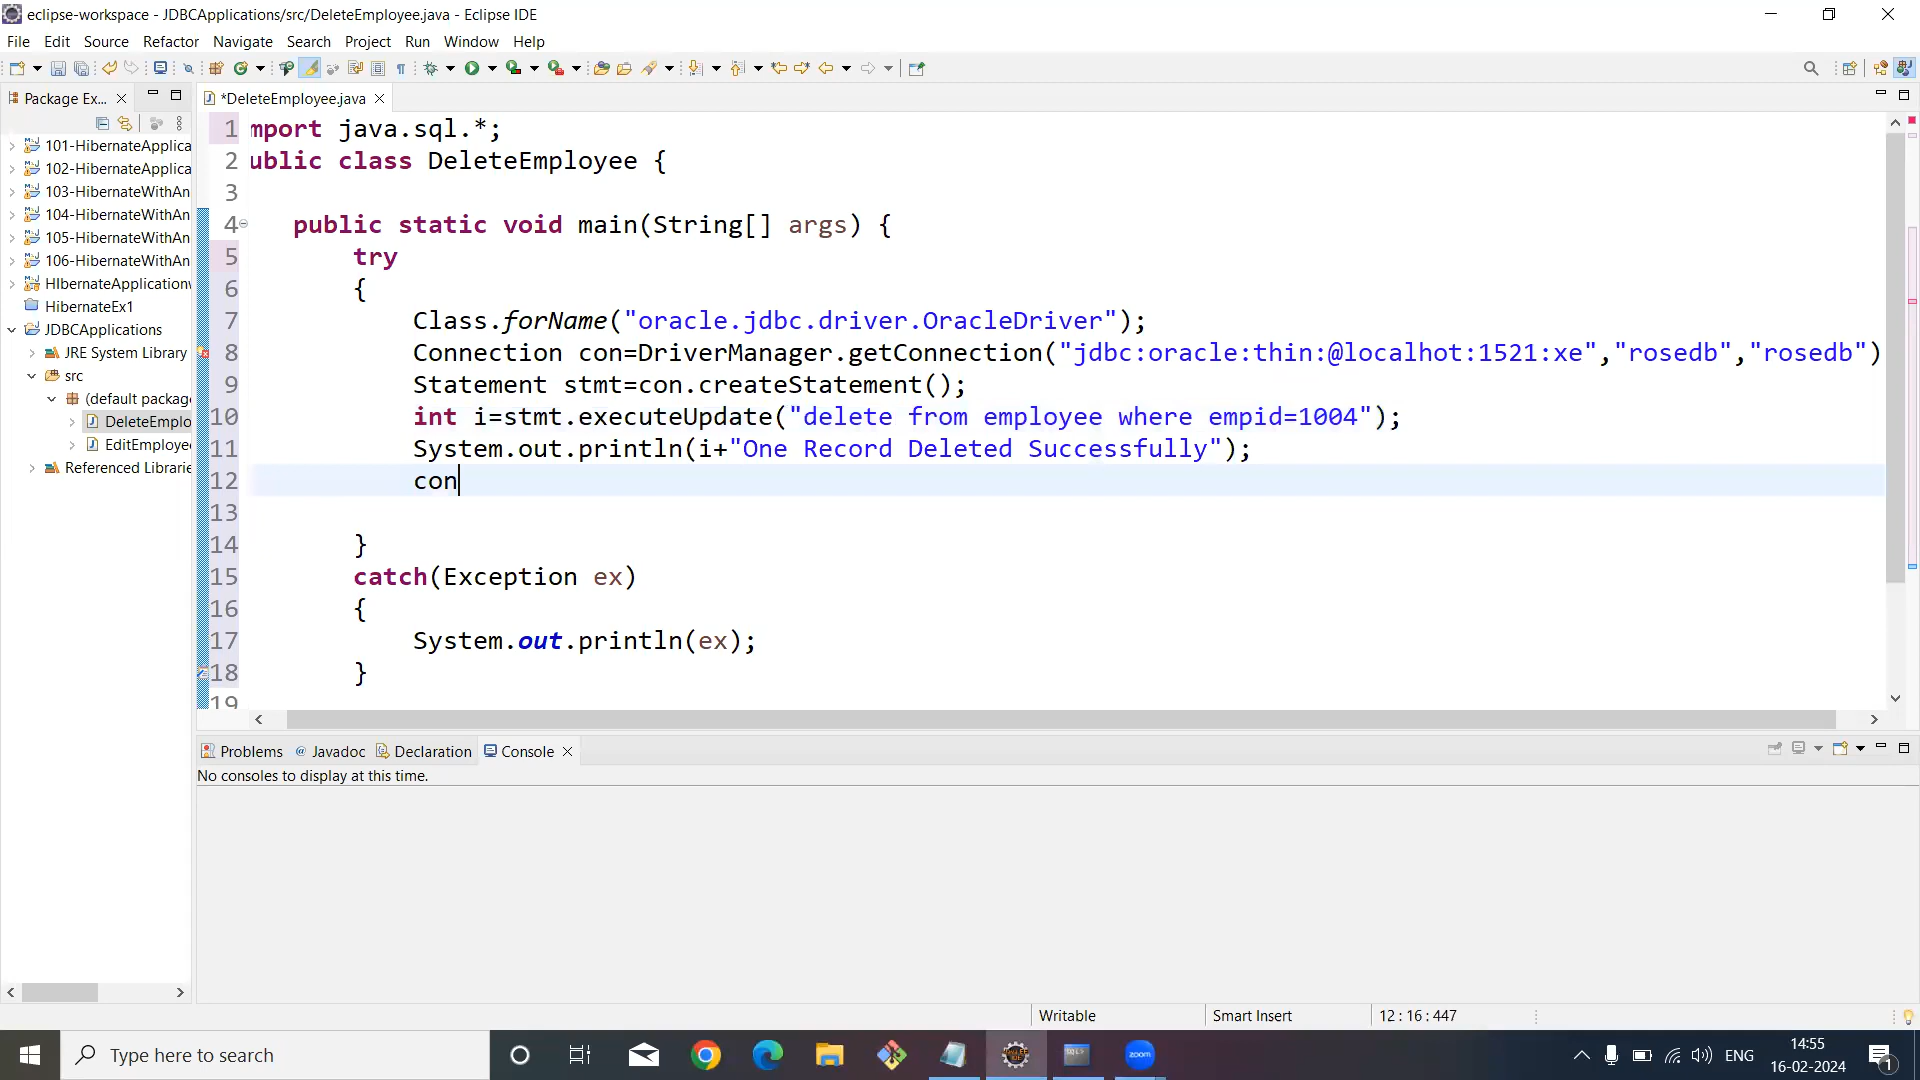 eclipse-workspace - JDBCApplications/src/DeleteEmployee.java - Eclipse IDE
File Edit Source Refactor Navigate Search Project Run Window Help
Package Ex...
*DeleteEmployee.java
101-HibernateApplica
102-HibernateApplica
103-HibernateWithAn
104-HibernateWithAn
105-HibernateWithAn
106-HibernateWithAn
HIbernateApplication
HibernateEx1
JDBCApplications
JRE System Library
src
(default package
DeleteEmplo
EditEmployee
Referenced Librarie
1 mport java.sql.*;
2 ublic class DeleteEmployee {
3
4 public static void main(String[] args) {
5 try
6 {
7 Class.forName("oracle.jdbc.driver.OracleDriver");
8 Connection con=DriverManager.getConnection("jdbc:oracle:thin:@localhot:1521:xe","rosedb","rosedb")
9 Statement stmt=con.createStatement();
10 int i=stmt.executeUpdate("delete from employee where empid=1004");
11 System.out.println(i+"One Record Deleted Successfully");
12 con
13
14 }
15 catch(Exception ex)
16 {
17 System.out.println(ex);
18 }
19
Problems @ Javadoc Declaration Console
No consoles to display at this time.
Writable Smart Insert 12 : 16 : 447
Type here to search
zoom
ENG
14:55
16-02-2024
1